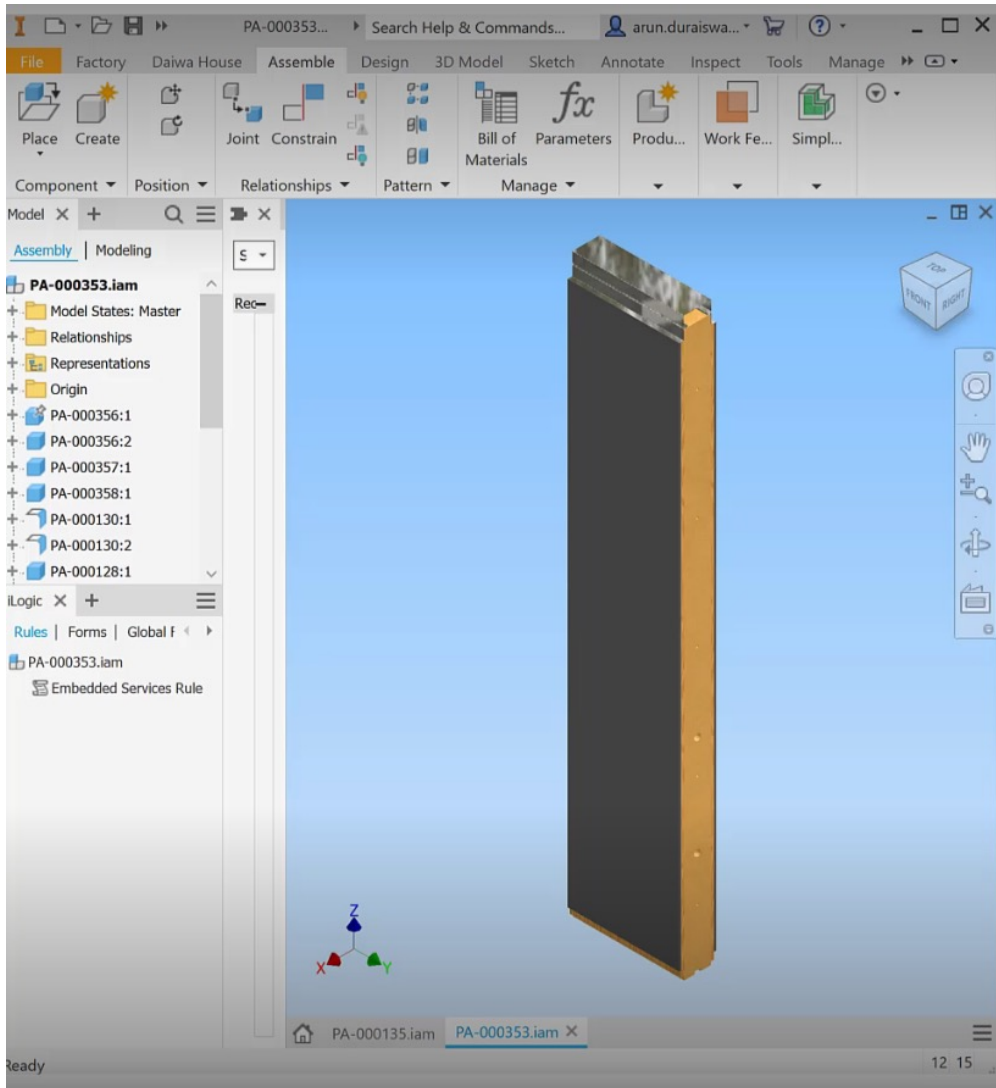 PA-000353... Search Help & Commands... arun.duraiswa...
File Factory Daiwa House Assemble Design 3D Model Sketch Annotate Inspect Tools Manage
Place Create Joint Constrain Bill of Materials fx Parameters Produ... Work Fe... Simpl...
Component Position Relationships Pattern Manage
Model
Assembly | Modeling
S
PA-000353.iam
Rec
Model States: Master
Relationships
Representations
Origin
PA-000356:1
PA-000356:2
PA-000357:1
PA-000358:1
PA-000130:1
PA-000130:2
PA-000128:1
iLogic
Rules | Forms | Global F
PA-000353.iam
Embedded Services Rule
TOP
FRONT RIGHT
Z
X Y
PA-000135.iam PA-000353.iam
Ready 12 15